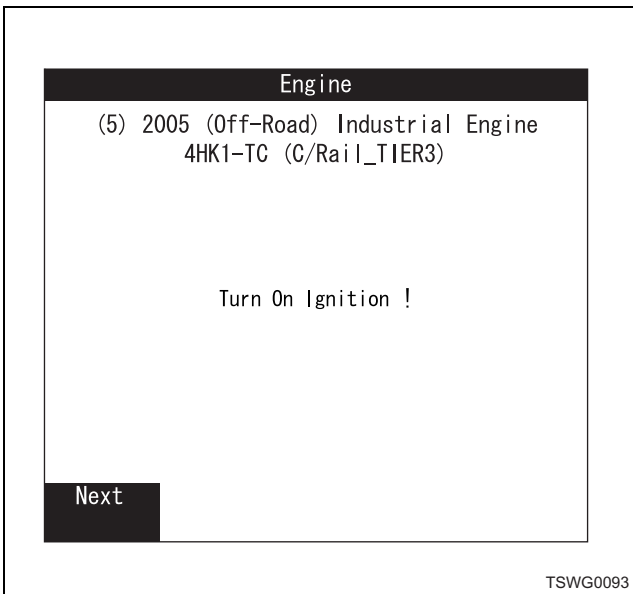 Engine
(5) 2005 (Off-Road) Industrial Engine
4HK1-TC (C/Rail_TIER3)
Turn On Ignition !
Next
TSWG0093